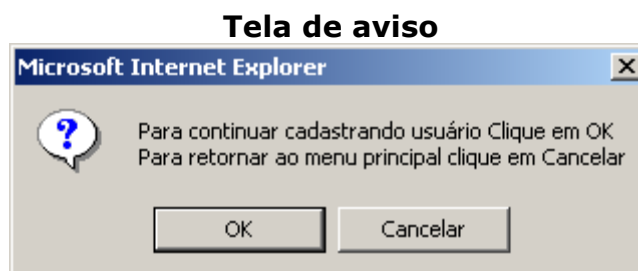 Tela de aviso
Microsoft Internet Explorer
?
Para continuar cadastrando usuário Clique em OK
Para retornar ao menu principal clique em Cancelar
OK
Cancelar